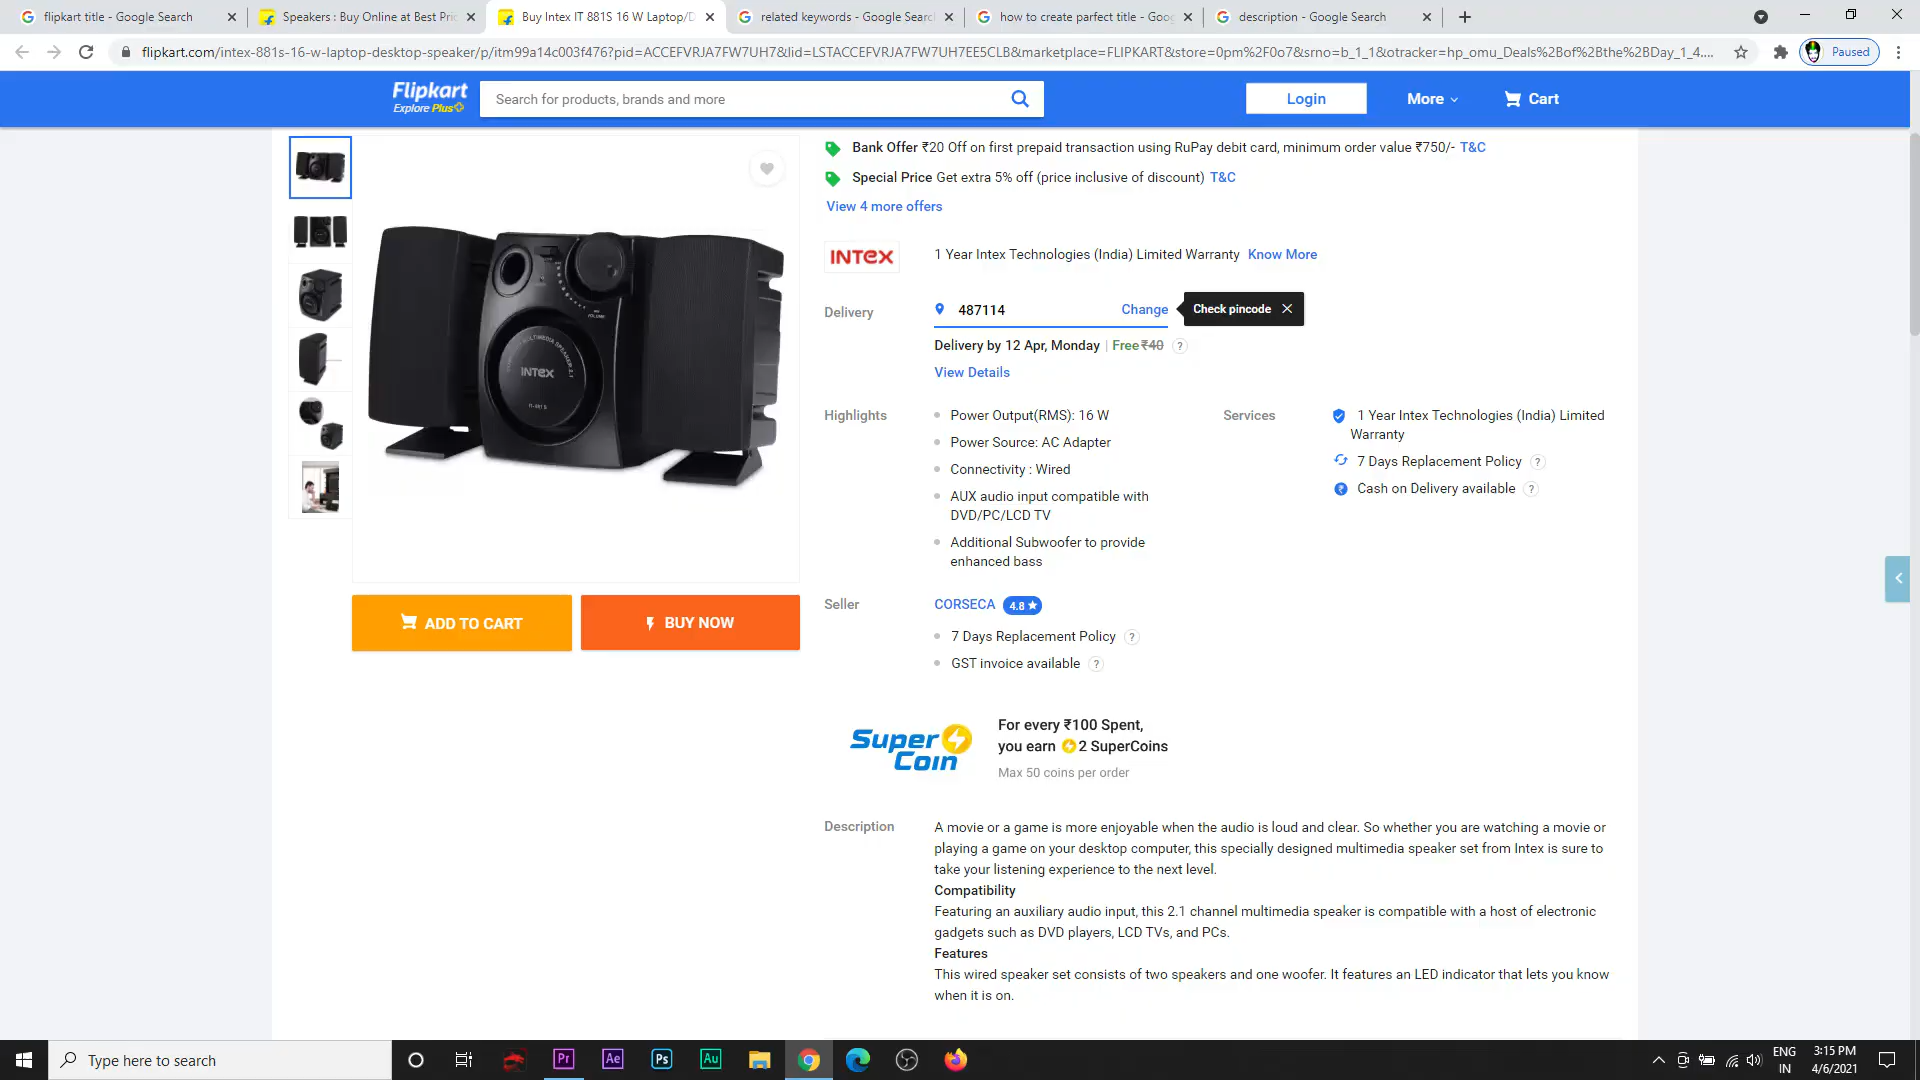 flipkart title - Google Search
Speakers : Buy Online at Best Pri
Buy Intex IT 881S 16 W Laptop/D
related keywords - Google Search
how to create parfect title - Goog
description - Google Search
flipkart.com/intex-881s-16-w-laptop-desktop-speaker/p/itm99a14c003f476?pid=ACCEFVRJA7FW7UH7&lid=LSTACCEFVRJA7FW7UH7EE5CLB&marketplace=FLIPKART&store=0pm%2F0o7&srno=b_1_1&otracker=hp_omu_Deals%2Bof%2Bthe%2BDay_1_4....
Paused
Flipkart
Explore Plus
Search for products, brands and more
Login
More
Cart
Bank Offer ₹20 Off on first prepaid transaction using RuPay debit card, minimum order value ₹750/- T&C
Special Price Get extra 5% off (price inclusive of discount) T&C
View 4 more offers
INTEX
1 Year Intex Technologies (India) Limited Warranty Know More
Delivery
487114
Change
Check pincode
Delivery by 12 Apr, Monday | Free ₹40 ?
View Details
Highlights
Power Output(RMS): 16 W
Power Source: AC Adapter
Connectivity : Wired
AUX audio input compatible with
DVD/PC/LCD TV
Additional Subwoofer to provide
enhanced bass
Services
1 Year Intex Technologies (India) Limited
Warranty
7 Days Replacement Policy ?
Cash on Delivery available ?
INTEX
ADD TO CART
BUY NOW
Seller
CORSECA 4.8
7 Days Replacement Policy ?
GST invoice available ?
Super
Coin
For every ₹100 Spent,
you earn 2 SuperCoins
Max 50 coins per order
Description
A movie or a game is more enjoyable when the audio is loud and clear. So whether you are watching a movie or
playing a game on your desktop computer, this specially designed multimedia speaker set from Intex is sure to
take your listening experience to the next level.
Compatibility
Featuring an auxiliary audio input, this 2.1 channel multimedia speaker is compatible with a host of electronic
gadgets such as DVD players, LCD TVs, and PCs.
Features
This wired speaker set consists of two speakers and one woofer. It features an LED indicator that lets you know
when it is on.
Type here to search
Pr
Ae
Ps
Au
ENG
IN
3:15 PM
4/6/2021